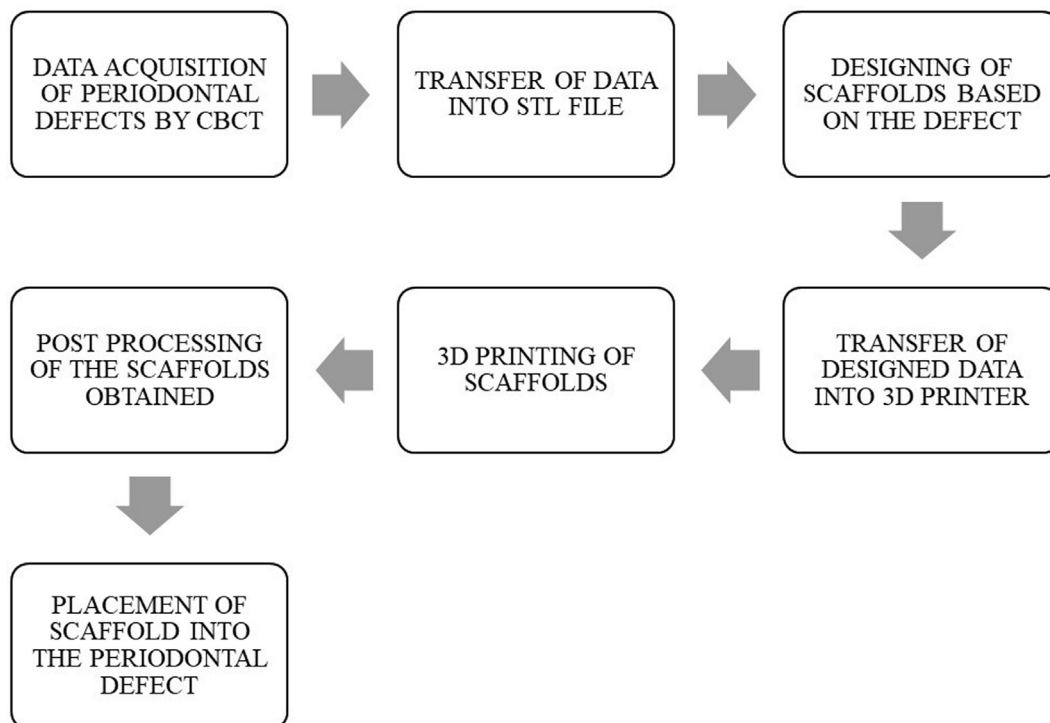 DATA ACQUISITION
OF PERIODONTAL
DEFECTS BY CBCT
TRANSFER OF DATA
INTO STL FILE
DESIGNING OF
SCAFFOLDS BASED
ON THE DEFECT
TRANSFER OF
DESIGNED DATA
INTO 3D PRINTER
3D PRINTING OF
SCAFFOLDS
POST PROCESSING
OF THE SCAFFOLDS
OBTAINED
PLACEMENT OF
SCAFFOLD INTO
THE PERIODONTAL
DEFECT